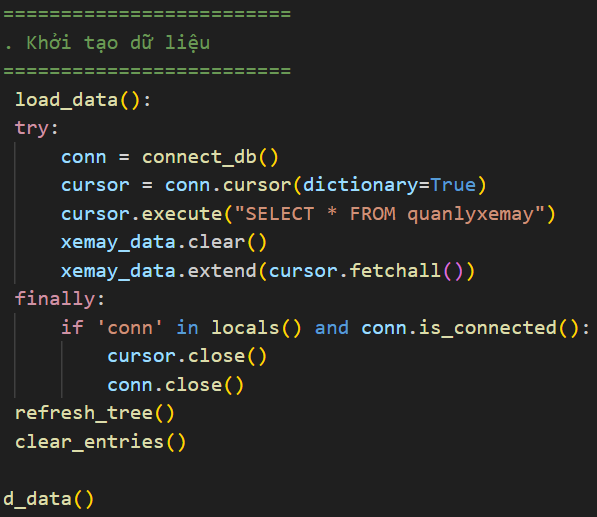 =========================
. Khởi tạo dữ liệu
=========================
load_data():
try:
conn = connect_db()
cursor = conn.cursor(dictionary=True)
cursor.execute("SELECT * FROM quanlyxemay")
xemay_data.clear()
xemay_data.extend(cursor.fetchall())
finally:
if 'conn' in locals() and conn.is_connected():
cursor.close()
conn.close()
refresh_tree()
clear_entries()
d_data()